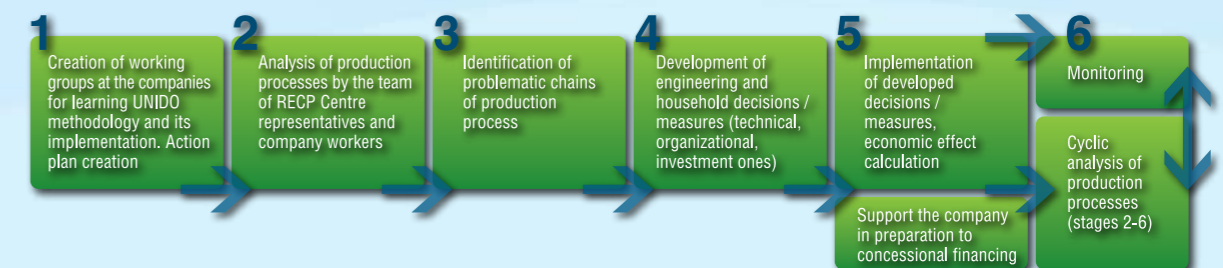 1
Creation of working
groups at the companies
for learning UNIDO
methodology and its
implementation. Action
plan creation
2
Analysis of production
processes by the team
of RECP Centre
representatives and
company workers
3
Identification of
problematic chains
of production
process
4
Development of
engineering and
household decisions /
measures (technical,
organizational,
investment ones)
5
Implementation
of developed
decisions /
measures,
economic effect
calculation
Support the company
in preparation to
concessional financing
6
Monitoring
Cyclic
analysis of
production
processes
(stages 2-6)